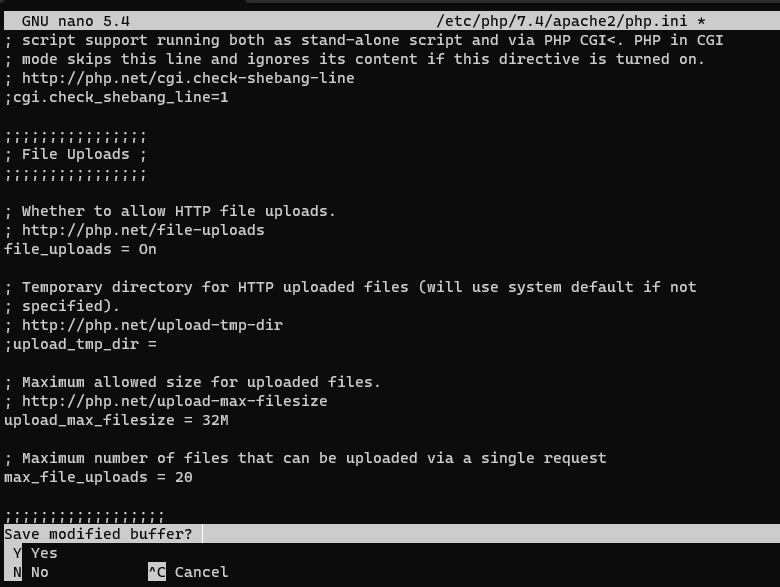 GNU nano 5.4 /etc/php/7.4/apache2/php.ini *
; script support running both as stand-alone script and via PHP CGI<. PHP in CGI
; mode skips this line and ignores its content if this directive is turned on.
; http://php.net/cgi.check-shebang-line
;cgi.check_shebang_line=1
;;;;;;;;;;;;;;;;
; File Uploads ;
;;;;;;;;;;;;;;;;
; Whether to allow HTTP file uploads.
; http://php.net/file-uploads
file_uploads = On
; Temporary directory for HTTP uploaded files (will use system default if not
; specified).
; http://php.net/upload-tmp-dir
;upload_tmp_dir =
; Maximum allowed size for uploaded files.
; http://php.net/upload-max-filesize
upload_max_filesize = 32M
; Maximum number of files that can be uploaded via a single request
max_file_uploads = 20
;;;;;;;;;;;;;;;;;;
Save modified buffer?
Y Yes
N No ^C Cancel